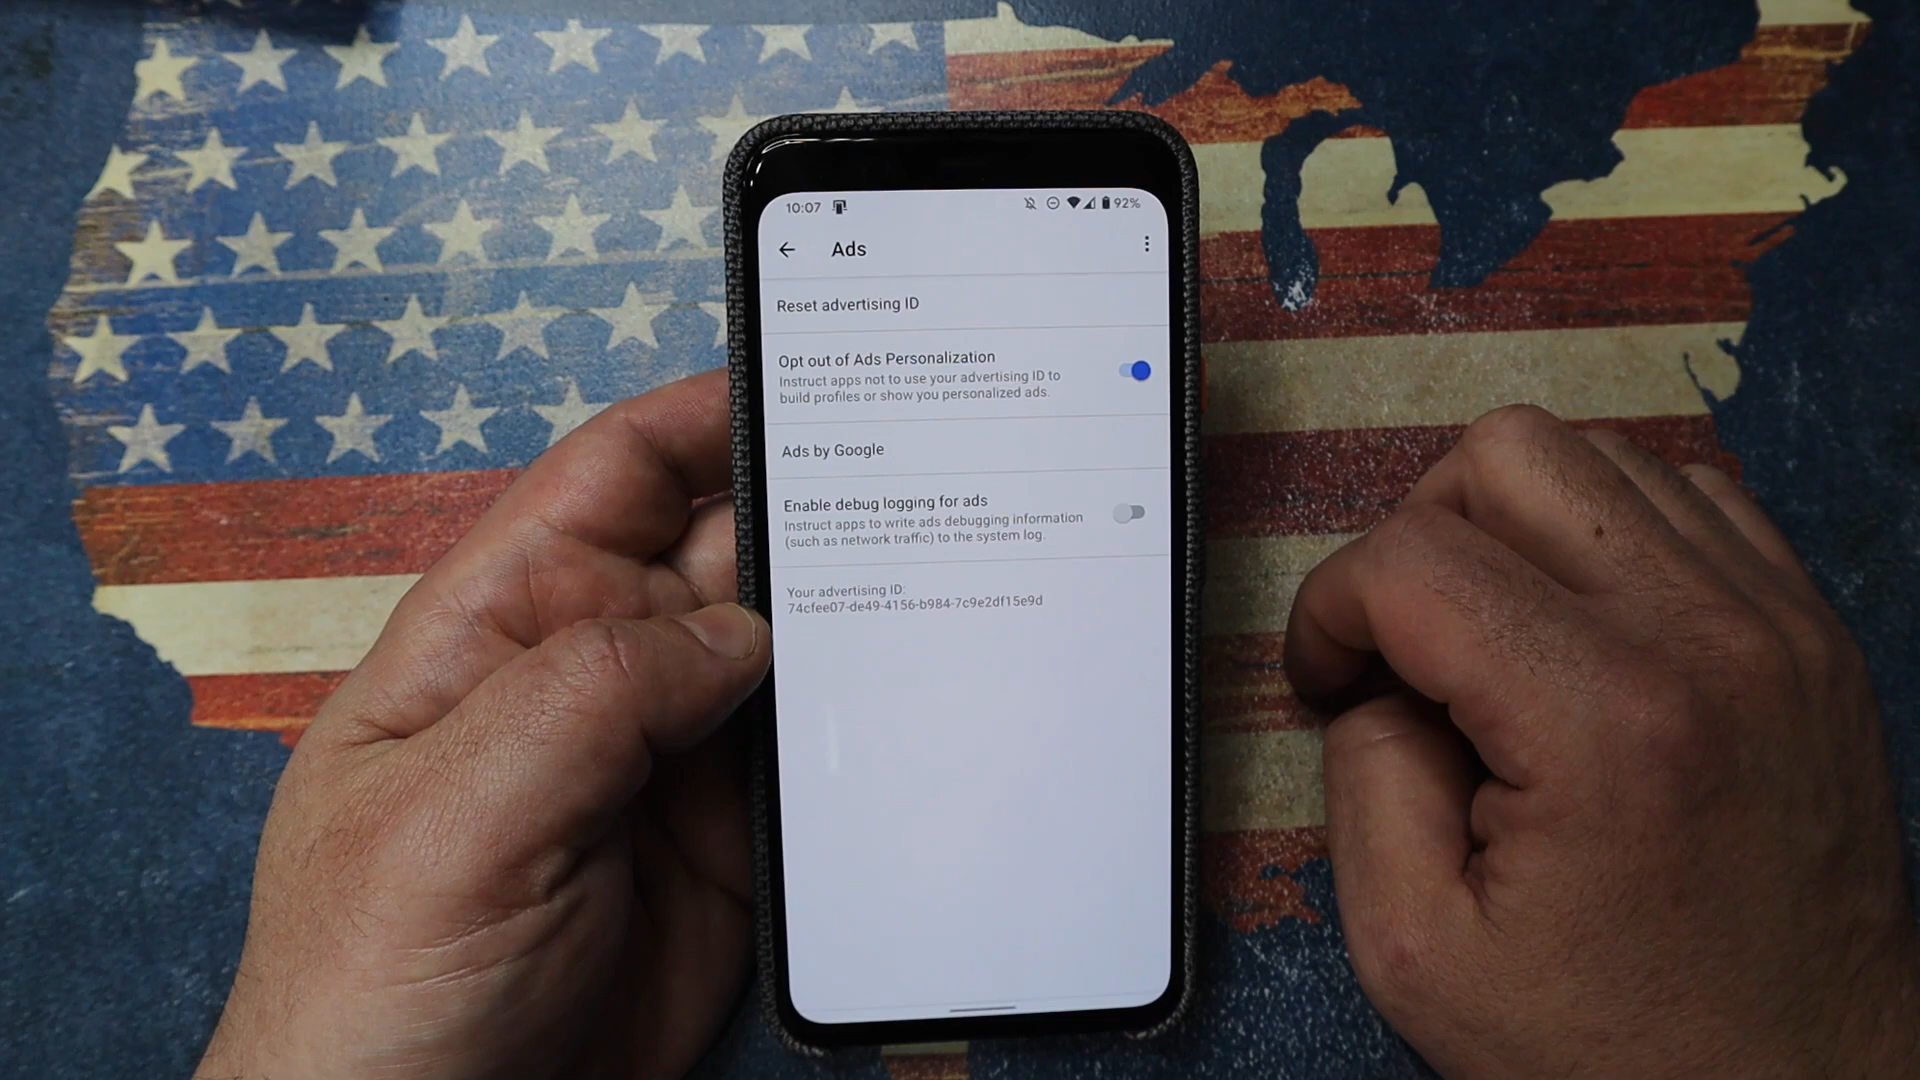 10:07 92%
Ads
Reset advertising ID
Opt out of Ads Personalization
Instruct apps not to use your advertising ID to
build profiles or show you personalized ads.
Ads by Google
Enable debug logging for ads
Instruct apps to write ads debugging information
(such as network traffic) to the system log.
Your advertising ID:
74cfee07-de49-4156-b984-7c9e2df15e9d